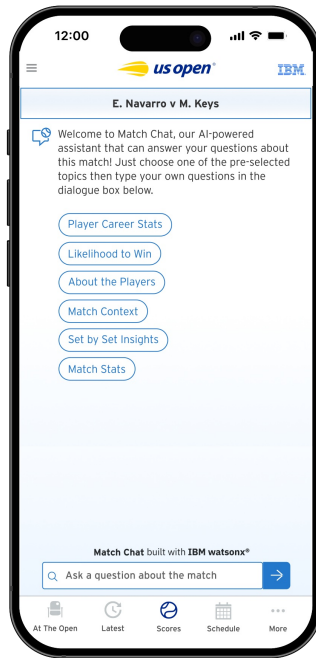 12:00
us open®
IBM
E. Navarro v M. Keys
Welcome to Match Chat, our AI-powered
assistant that can answer your questions about
this match! Just choose one of the pre-selected
topics then type your own questions in the
dialogue box below.
Player Career Stats
Likelihood to Win
About the Players
Match Context
Set by Set Insights
Match Stats
Match Chat built with IBM watsonx®
Ask a question about the match
At The Open
Latest
Scores
Schedule
More